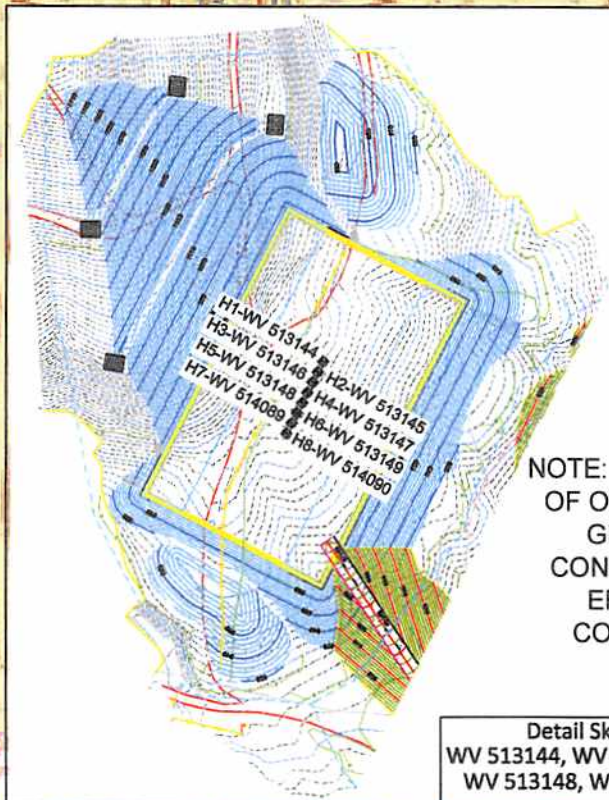 H1-WV 513144
H2-WV 513145
H3-WV 513146
H4-WV 513147
H5-WV 513148
H6-WV 513149
H7-WV 514089
H8-WV 514090
NOTE:
OF O
G
CON
CO
Detail Sk
WV 513144, WV
WV 513148, W